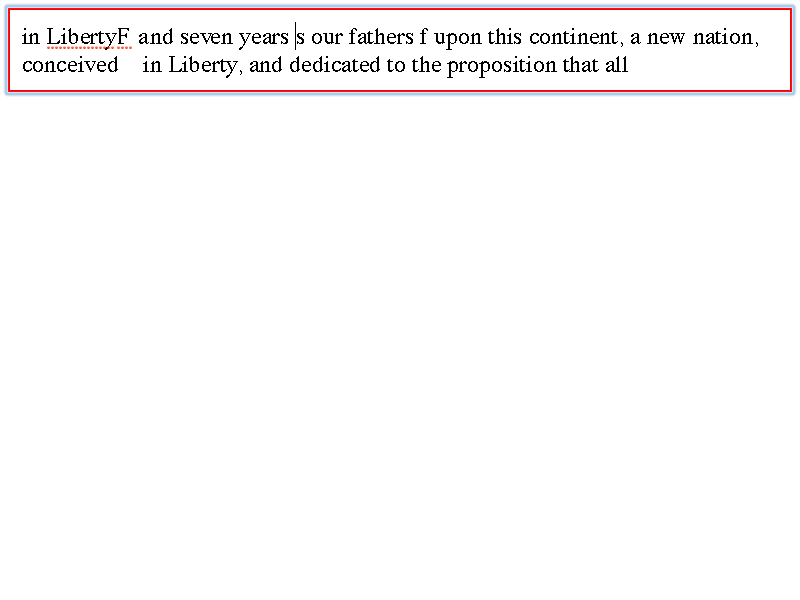 in LibertyF and seven years s our fathers f upon this continent, a new nation,
conceived    in Liberty, and dedicated to the proposition that all